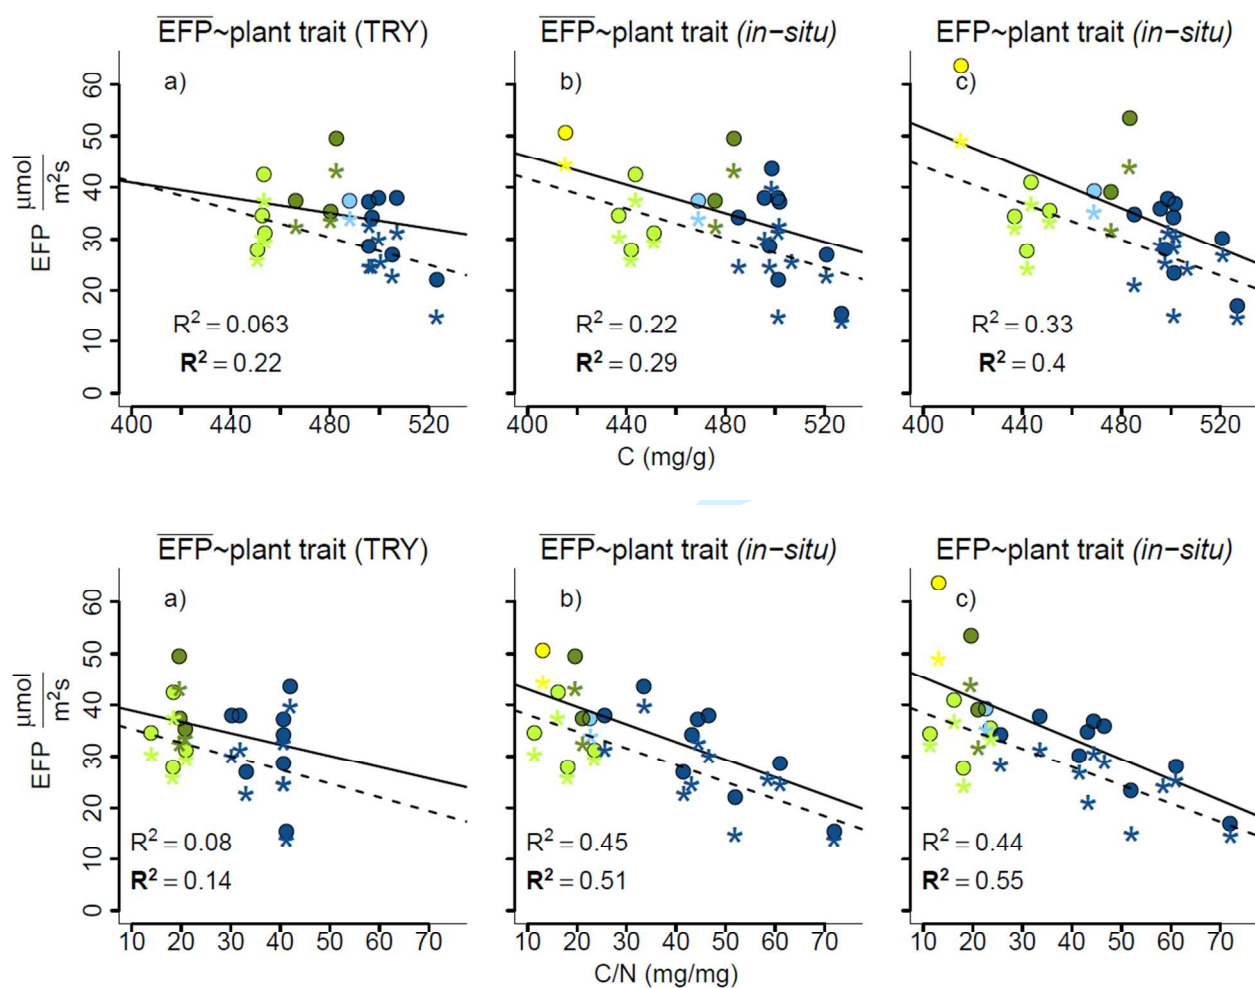 EFP~plant trait (TRY)
EFP~plant trait (in-situ)
EFP~plant trait (in-situ)
a)
b)
c)
EFP μmol/m²s
0 10 20 30 40 50 60
R² = 0.063
R² = 0.22
R² = 0.22
R² = 0.29
R² = 0.33
R² = 0.4
400 440 480 520
400 440 480 520
400 440 480 520
C (mg/g)
EFP~plant trait (TRY)
EFP~plant trait (in-situ)
EFP~plant trait (in-situ)
a)
b)
c)
EFP μmol/m²s
0 10 20 30 40 50 60
R² = 0.08
R² = 0.14
R² = 0.45
R² = 0.51
R² = 0.44
R² = 0.55
10 20 30 40 50 60 70
10 20 30 40 50 60 70
10 20 30 40 50 60 70
C/N (mg/mg)